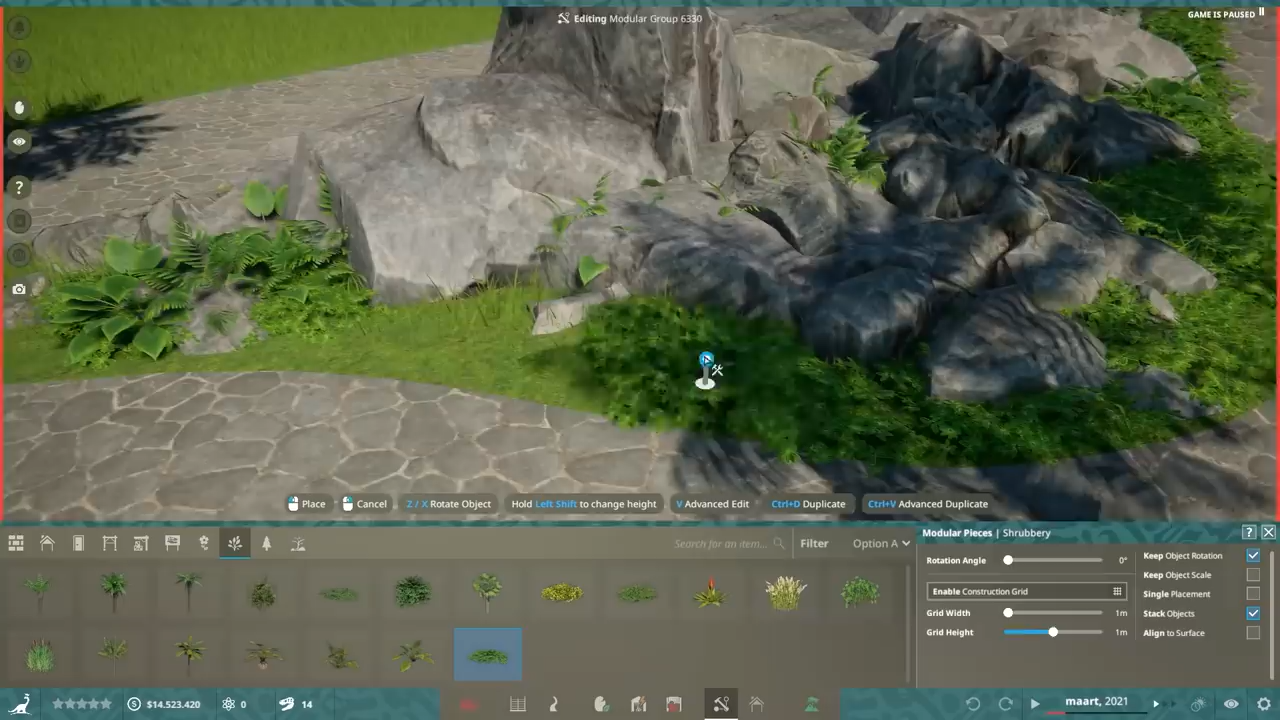 Editing Modular Group 6330
GAME IS PAUSED
?
Place
Cancel
Z / X Rotate Object
Hold Left Shift to change height
V Advanced Edit
Ctrl+D Duplicate
Ctrl+V Advanced Duplicate
Search for an item...
Filter
Option A
Modular Pieces | Shrubbery
?
Rotation Angle
0°
Keep Object Rotation
Keep Object Scale
Enable Construction Grid
Single Placement
Grid Width
1m
Stack Objects
Grid Height
1m
Align to Surface
$14.523.420
0
14
maart, 2021